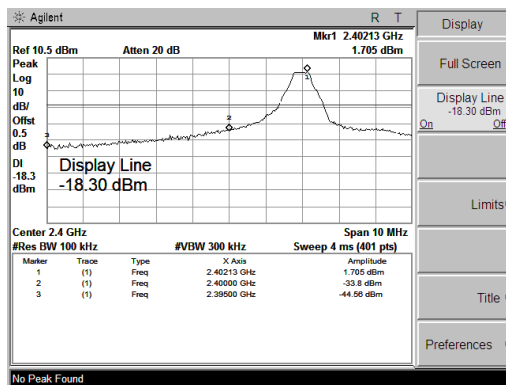 Agilent R T
Mkr1 2.40213 GHz
Ref 10.5 dBm Atten 20 dB 1.705 dBm
Peak
Log
10
dB/
Offst
0.5
dB
DI
-18.3
dBm
1
2
3
Display Line
-18.30 dBm
Center 2.4 GHz Span 10 MHz
#Res BW 100 kHz #VBW 300 kHz Sweep 4 ms (401 pts)
Marker Trace Type X Axis Amplitude
1 (1) Freq 2.40213 GHz 1.705 dBm
2 (1) Freq 2.40000 GHz -33.8 dBm
3 (1) Freq 2.39500 GHz -44.56 dBm
No Peak Found
Display
Full Screen
Display Line
-18.30 dBm
On Off
Limits
Title
Preferences